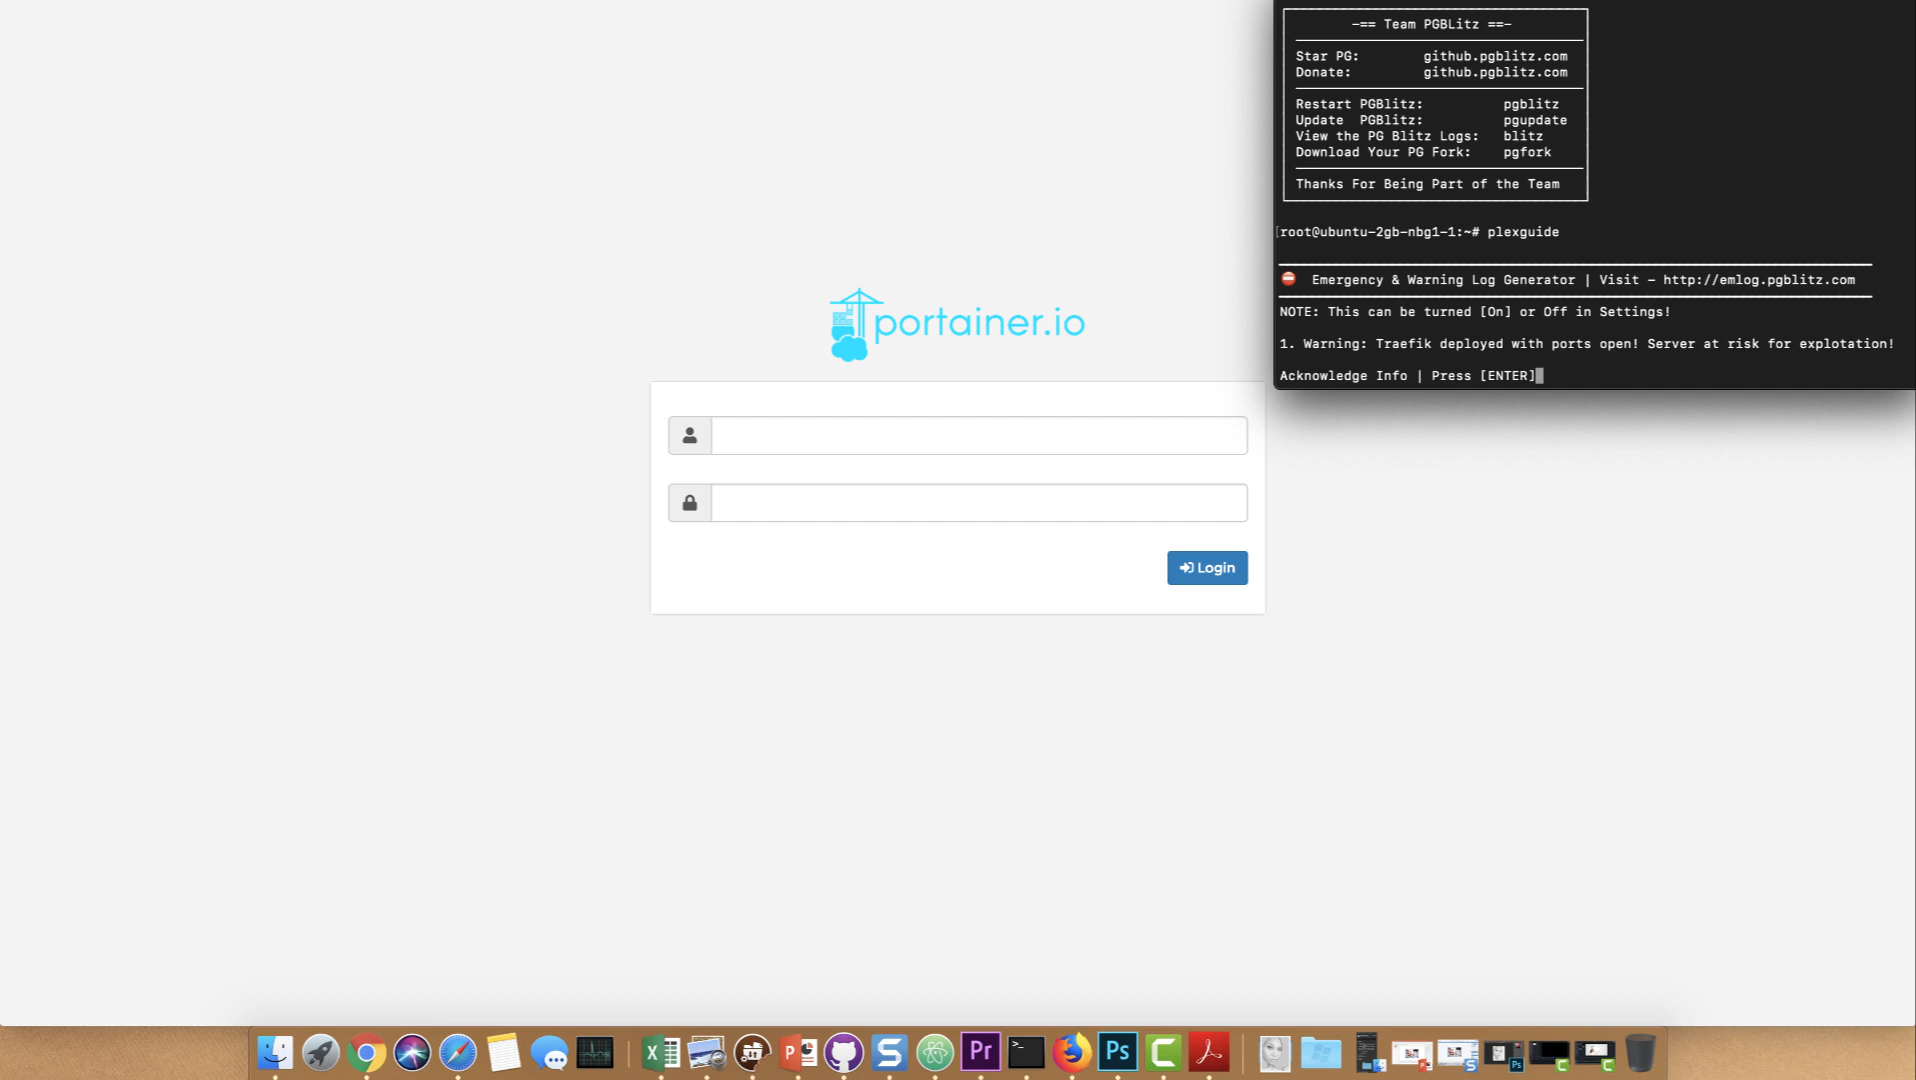 -== Team PGBLitz ==-
Star PG: github.pgblitz.com
Donate: github.pgblitz.com
Restart PGBlitz: pgblitz
Update PGBlitz: pgupdate
View the PG Blitz Logs: blitz
Download Your PG Fork: pgfork
Thanks For Being Part of the Team
[root@ubuntu-2gb-nbg1-1:~# plexguide
Emergency & Warning Log Generator | Visit - http://emlog.pgblitz.com
NOTE: This can be turned [On] or Off in Settings!
1. Warning: Traefik deployed with ports open! Server at risk for explotation!
Acknowledge Info | Press [ENTER]
portainer.io
Login
X P S Pr >_ Ps C